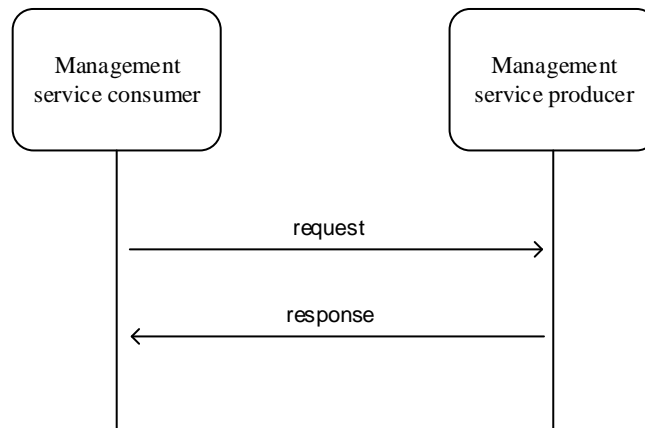 Management
service consumer
Management
service producer
request
response